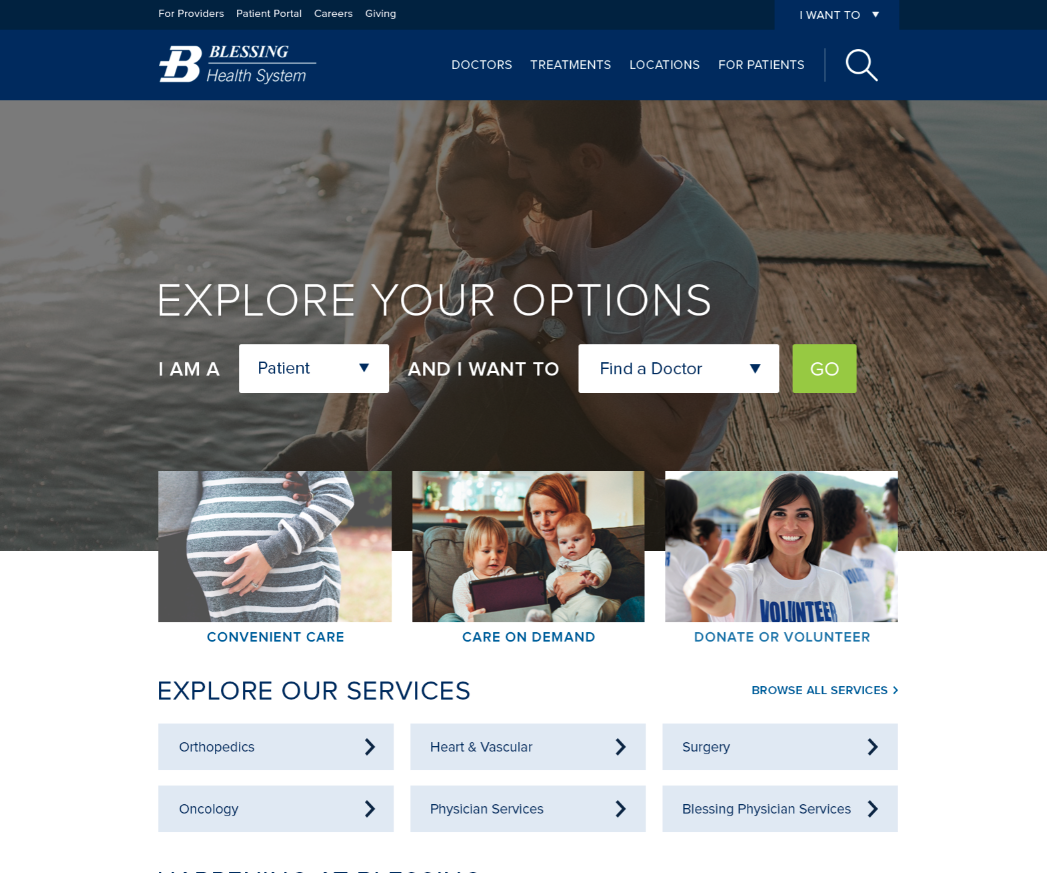 For Providers Patient Portal Careers Giving I WANT TO
BLESSING
Health System
DOCTORS TREATMENTS LOCATIONS FOR PATIENTS
EXPLORE YOUR OPTIONS
I AM A Patient AND I WANT TO Find a Doctor GO
VOLUNTEER
CONVENIENT CARE CARE ON DEMAND DONATE OR VOLUNTEER
EXPLORE OUR SERVICES BROWSE ALL SERVICES
Orthopedics Heart & Vascular Surgery
Oncology Physician Services Blessing Physician Services